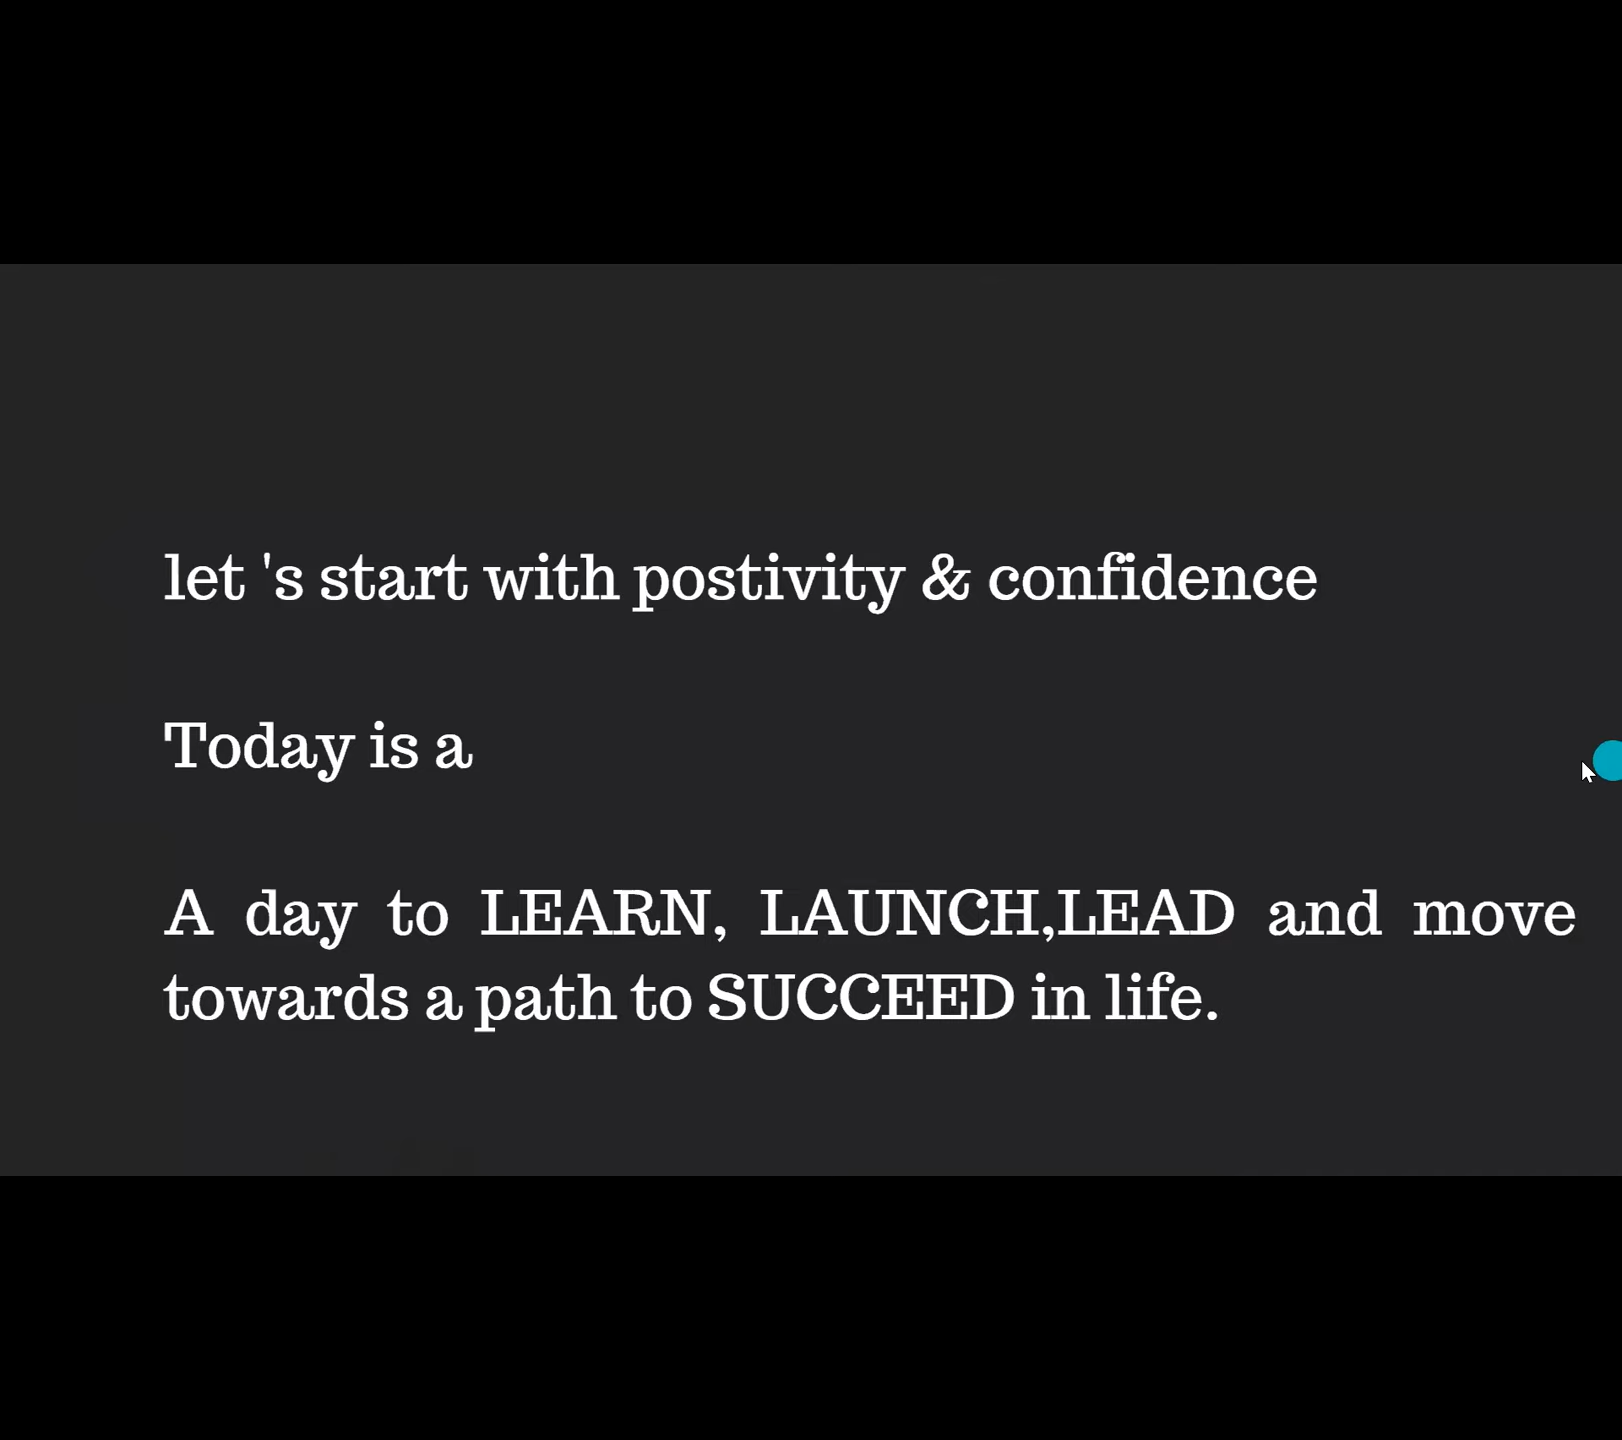 let 's start with postivity & confidence
Today is a
A day to LEARN, LAUNCH,LEAD and move
towards a path to SUCCEED in life.